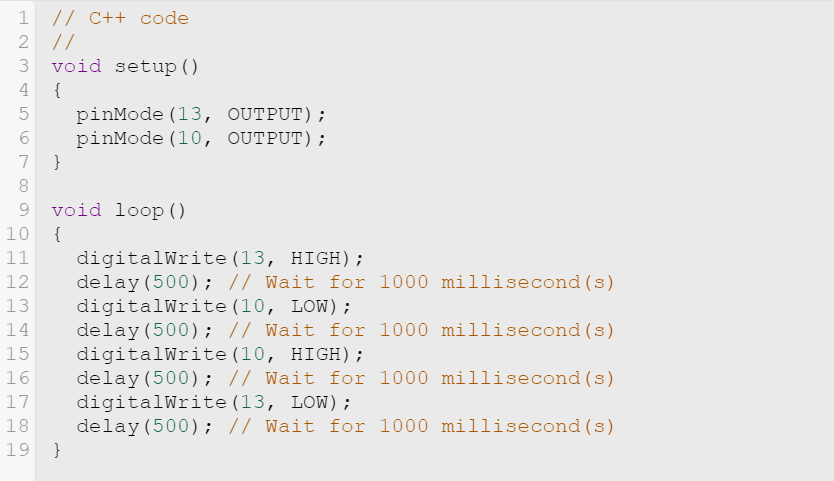 1 // C++ code
2 //
3 void setup()
4 {
5   pinMode(13, OUTPUT);
6   pinMode(10, OUTPUT);
7 }
8
9 void loop()
10 {
11   digitalWrite(13, HIGH);
12   delay(500); // Wait for 1000 millisecond(s)
13   digitalWrite(10, LOW);
14   delay(500); // Wait for 1000 millisecond(s)
15   digitalWrite(10, HIGH);
16   delay(500); // Wait for 1000 millisecond(s)
17   digitalWrite(13, LOW);
18   delay(500); // Wait for 1000 millisecond(s)
19 }